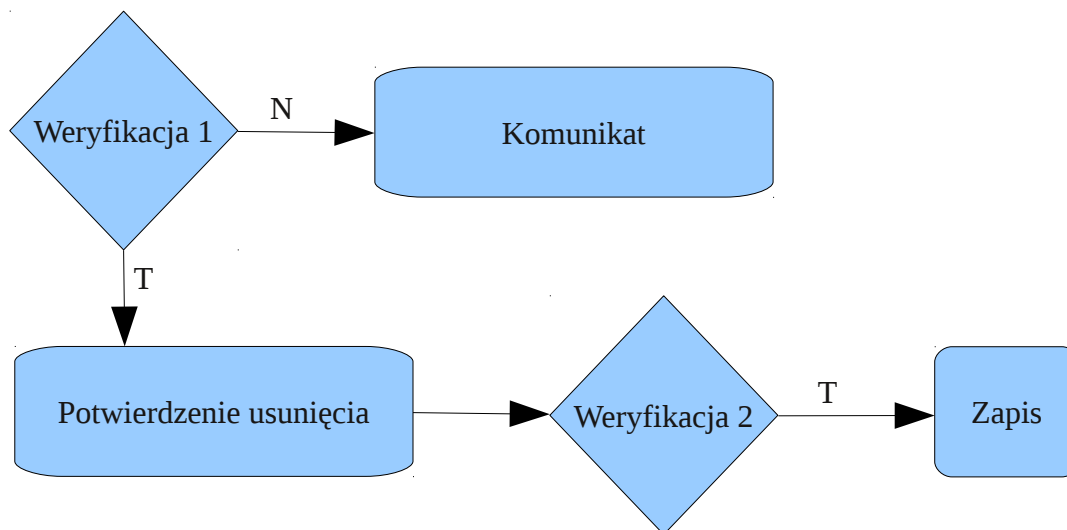 Weryfikacja 1
N
Komunikat
T
Potwierdzenie usunięcia
Weryfikacja 2
T
Zapis